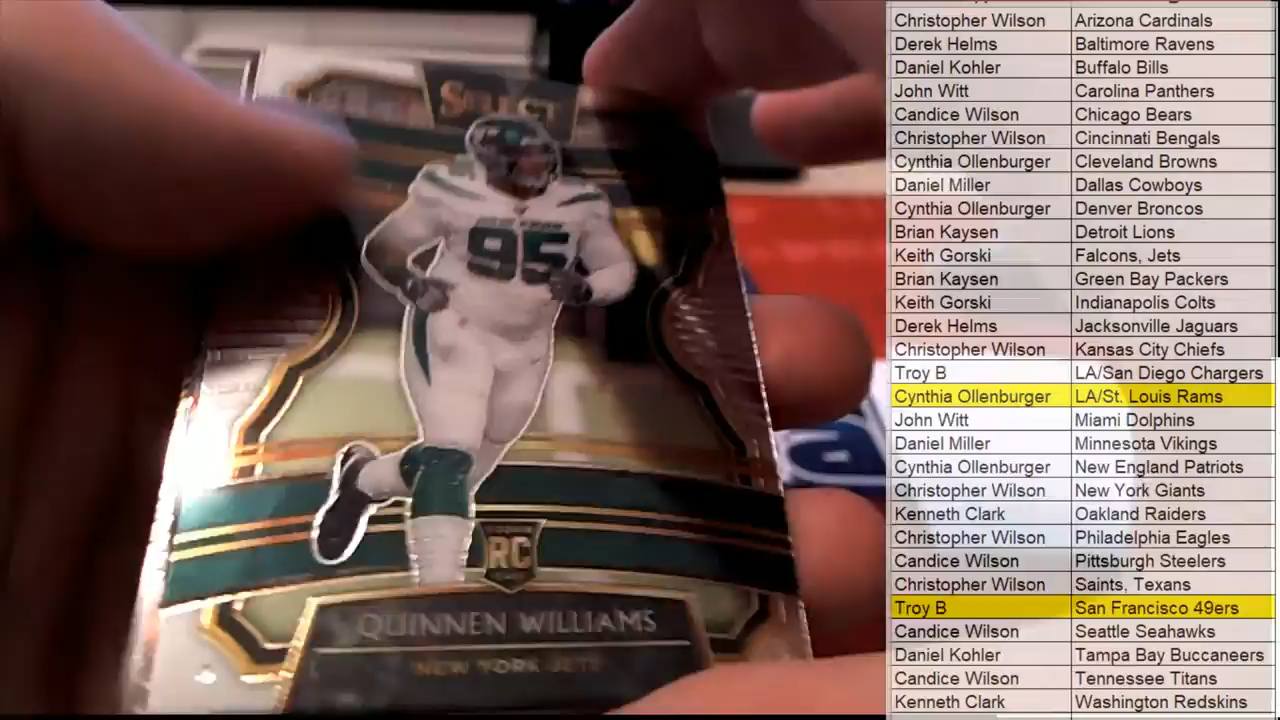 SELECT
95
RC
QUINNEN WILLIAMS
NEW YORK JETS
Christopher Wilson Arizona Cardinals
Derek Helms Baltimore Ravens
Daniel Kohler Buffalo Bills
John Witt Carolina Panthers
Candice Wilson Chicago Bears
Christopher Wilson Cincinnati Bengals
Cynthia Ollenburger Cleveland Browns
Daniel Miller Dallas Cowboys
Cynthia Ollenburger Denver Broncos
Brian Kaysen Detroit Lions
Keith Gorski Falcons, Jets
Brian Kaysen Green Bay Packers
Keith Gorski Indianapolis Colts
Derek Helms Jacksonville Jaguars
Christopher Wilson Kansas City Chiefs
Troy B LA/San Diego Chargers
Cynthia Ollenburger LA/St. Louis Rams
John Witt Miami Dolphins
Daniel Miller Minnesota Vikings
Cynthia Ollenburger New England Patriots
Christopher Wilson New York Giants
Kenneth Clark Oakland Raiders
Christopher Wilson Philadelphia Eagles
Candice Wilson Pittsburgh Steelers
Christopher Wilson Saints, Texans
Troy B San Francisco 49ers
Candice Wilson Seattle Seahawks
Daniel Kohler Tampa Bay Buccaneers
Candice Wilson Tennessee Titans
Kenneth Clark Washington Redskins